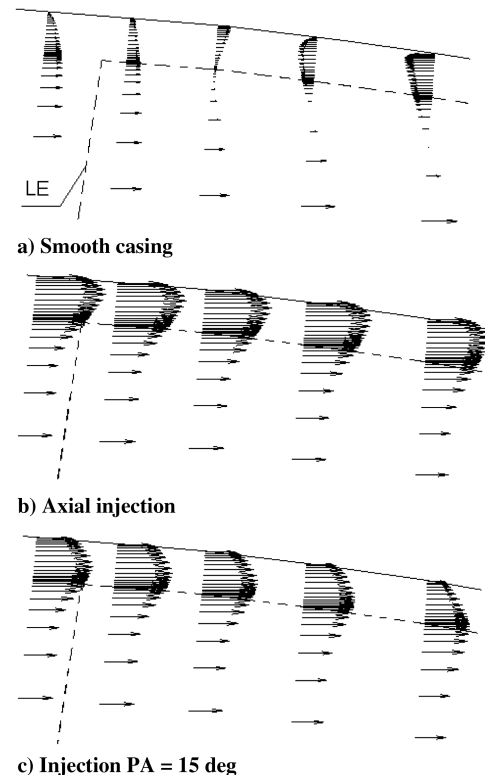 LE
a) Smooth casing
b) Axial injection
c) Injection PA = 15 deg